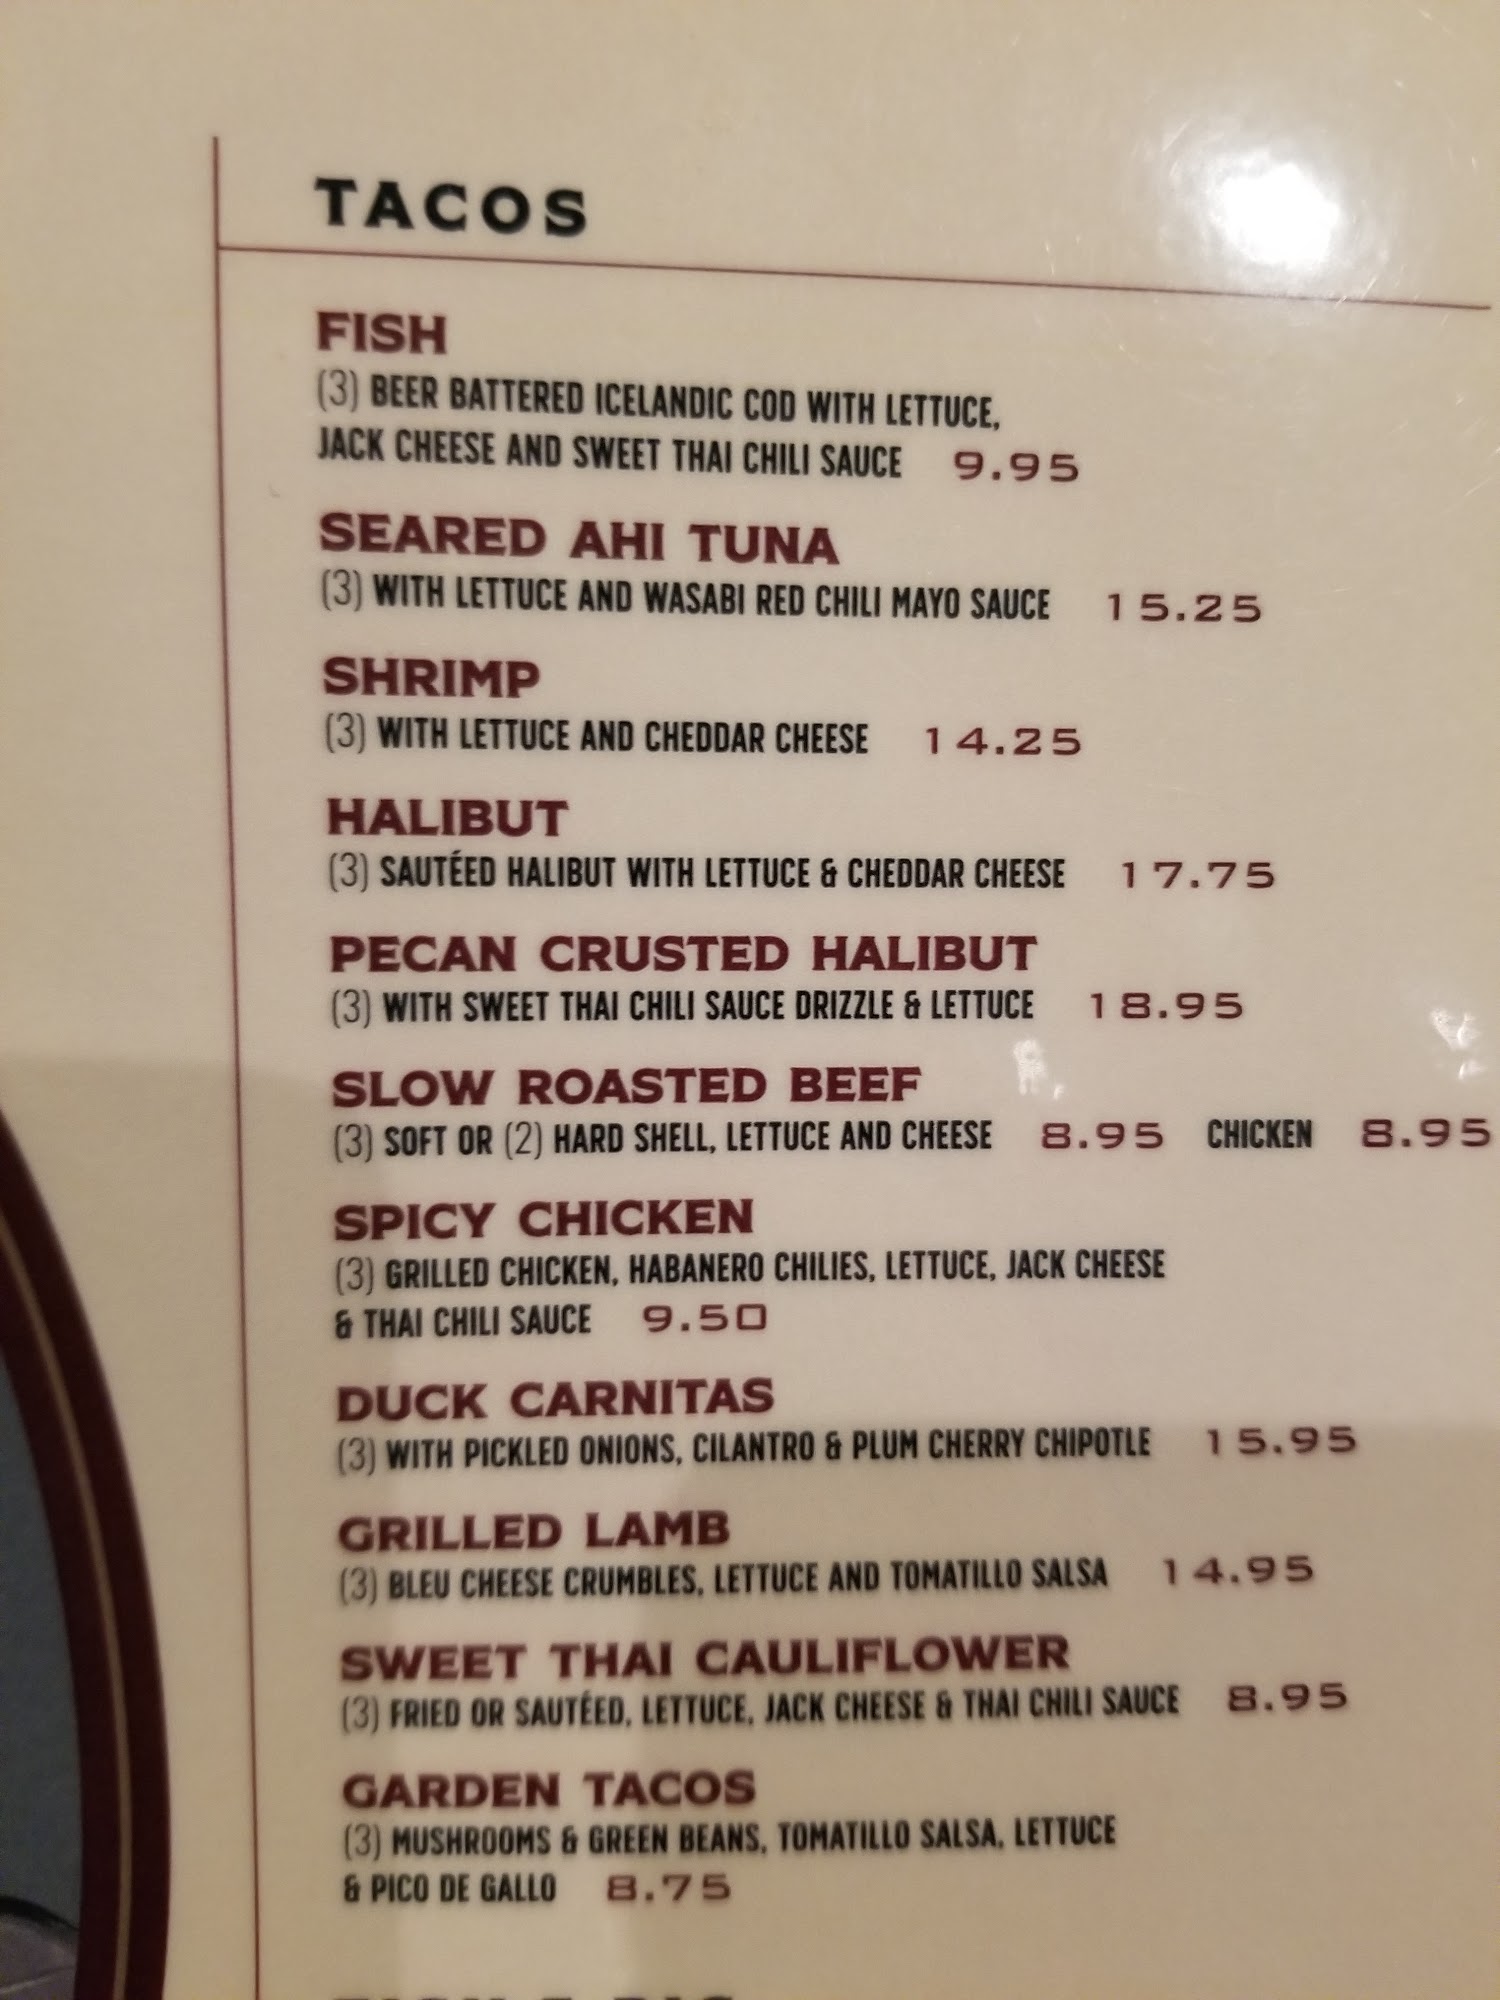 TACOS
FISH
(3) BEER BATTERED ICELANDIC COD WITH LETTUCE,
JACK CHEESE AND SWEET THAI CHILI SAUCE 9.95
SEARED AHI TUNA
(3) WITH LETTUCE AND WASABI RED CHILI MAYO SAUCE 15.25
SHRIMP
(3) WITH LETTUCE AND CHEDDAR CHEESE 14.25
HALIBUT
(3) SAUTÉED HALIBUT WITH LETTUCE & CHEDDAR CHEESE 17.75
PECAN CRUSTED HALIBUT
(3) WITH SWEET THAI CHILI SAUCE DRIZZLE & LETTUCE 18.95
SLOW ROASTED BEEF
(3) SOFT OR (2) HARD SHELL, LETTUCE AND CHEESE 8.95 CHICKEN 8.95
SPICY CHICKEN
(3) GRILLED CHICKEN, HABANERO CHILIES, LETTUCE, JACK CHEESE
& THAI CHILI SAUCE 9.50
DUCK CARNITAS
(3) WITH PICKLED ONIONS, CILANTRO & PLUM CHERRY CHIPOTLE 15.95
GRILLED LAMB
(3) BLEU CHEESE CRUMBLES, LETTUCE AND TOMATILLO SALSA 14.95
SWEET THAI CAULIFLOWER
(3) FRIED OR SAUTÉED, LETTUCE, JACK CHEESE & THAI CHILI SAUCE 8.95
GARDEN TACOS
(3) MUSHROOMS & GREEN BEANS, TOMATILLO SALSA, LETTUCE
& PICO DE GALLO 8.75